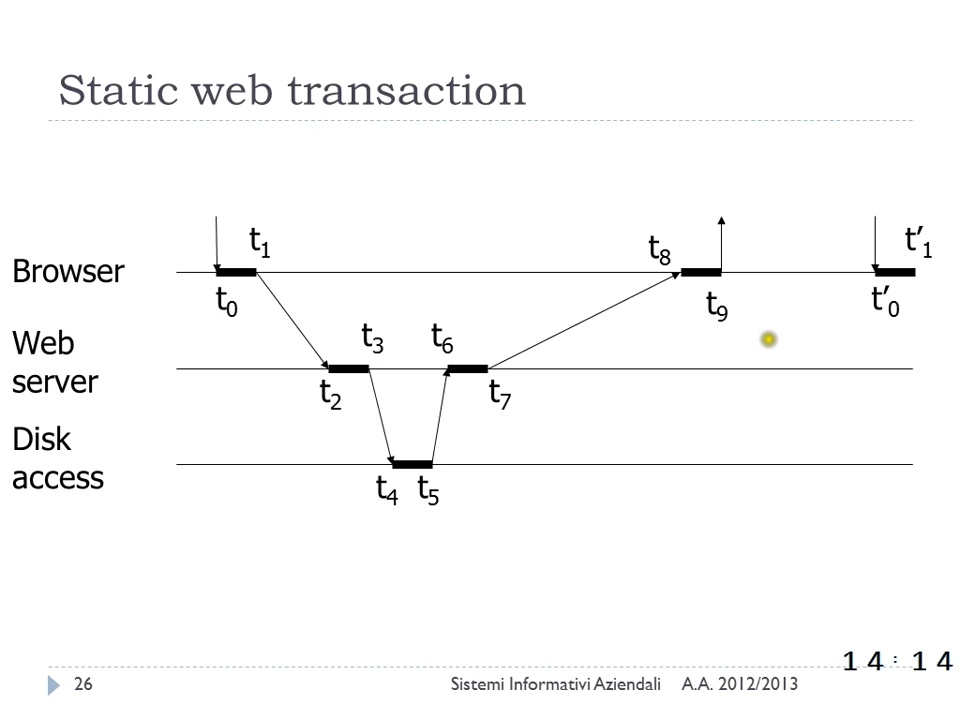 Static web transaction
t1
t8
t'1
Browser
t0
t9
t'0
Web
server
t3
t6
t2
t7
Disk
access
t4
t5
14:14
26
Sistemi Informativi Aziendali
A.A. 2012/2013